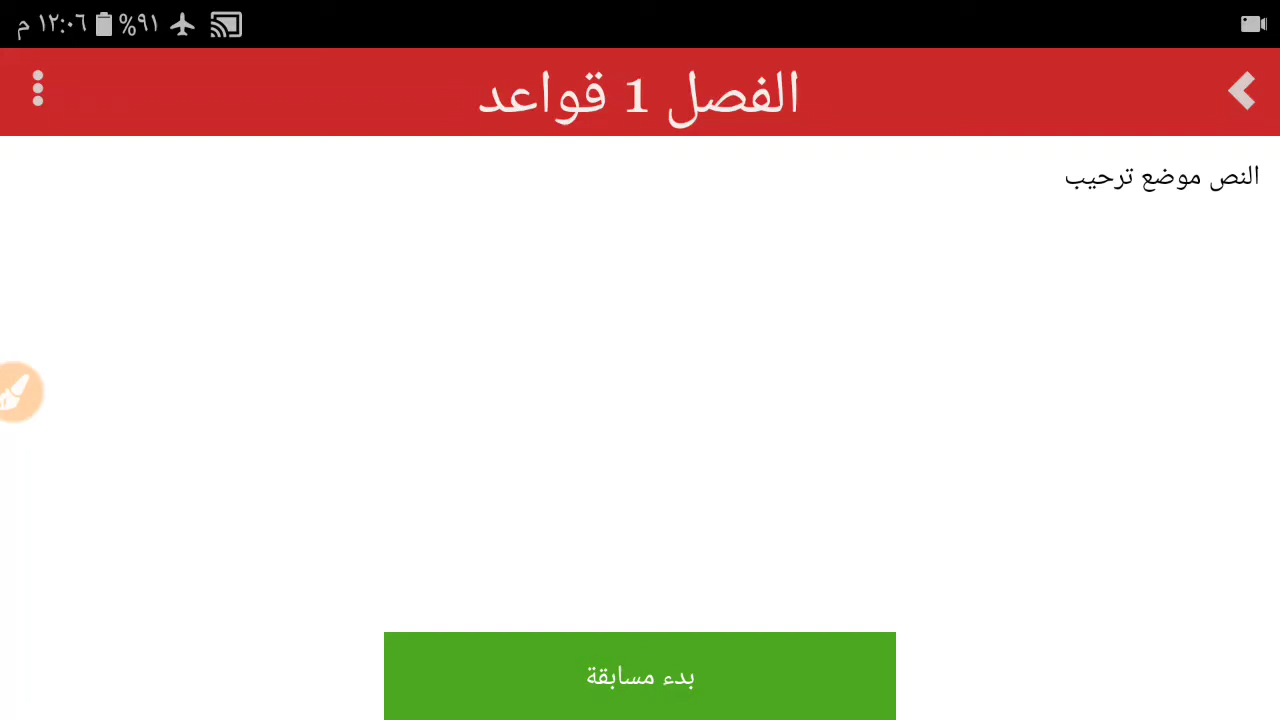 ١٢:٠٦ م ٩١%
الفصل 1 قواعد
النص موضع ترحيب
بدء مسابقة